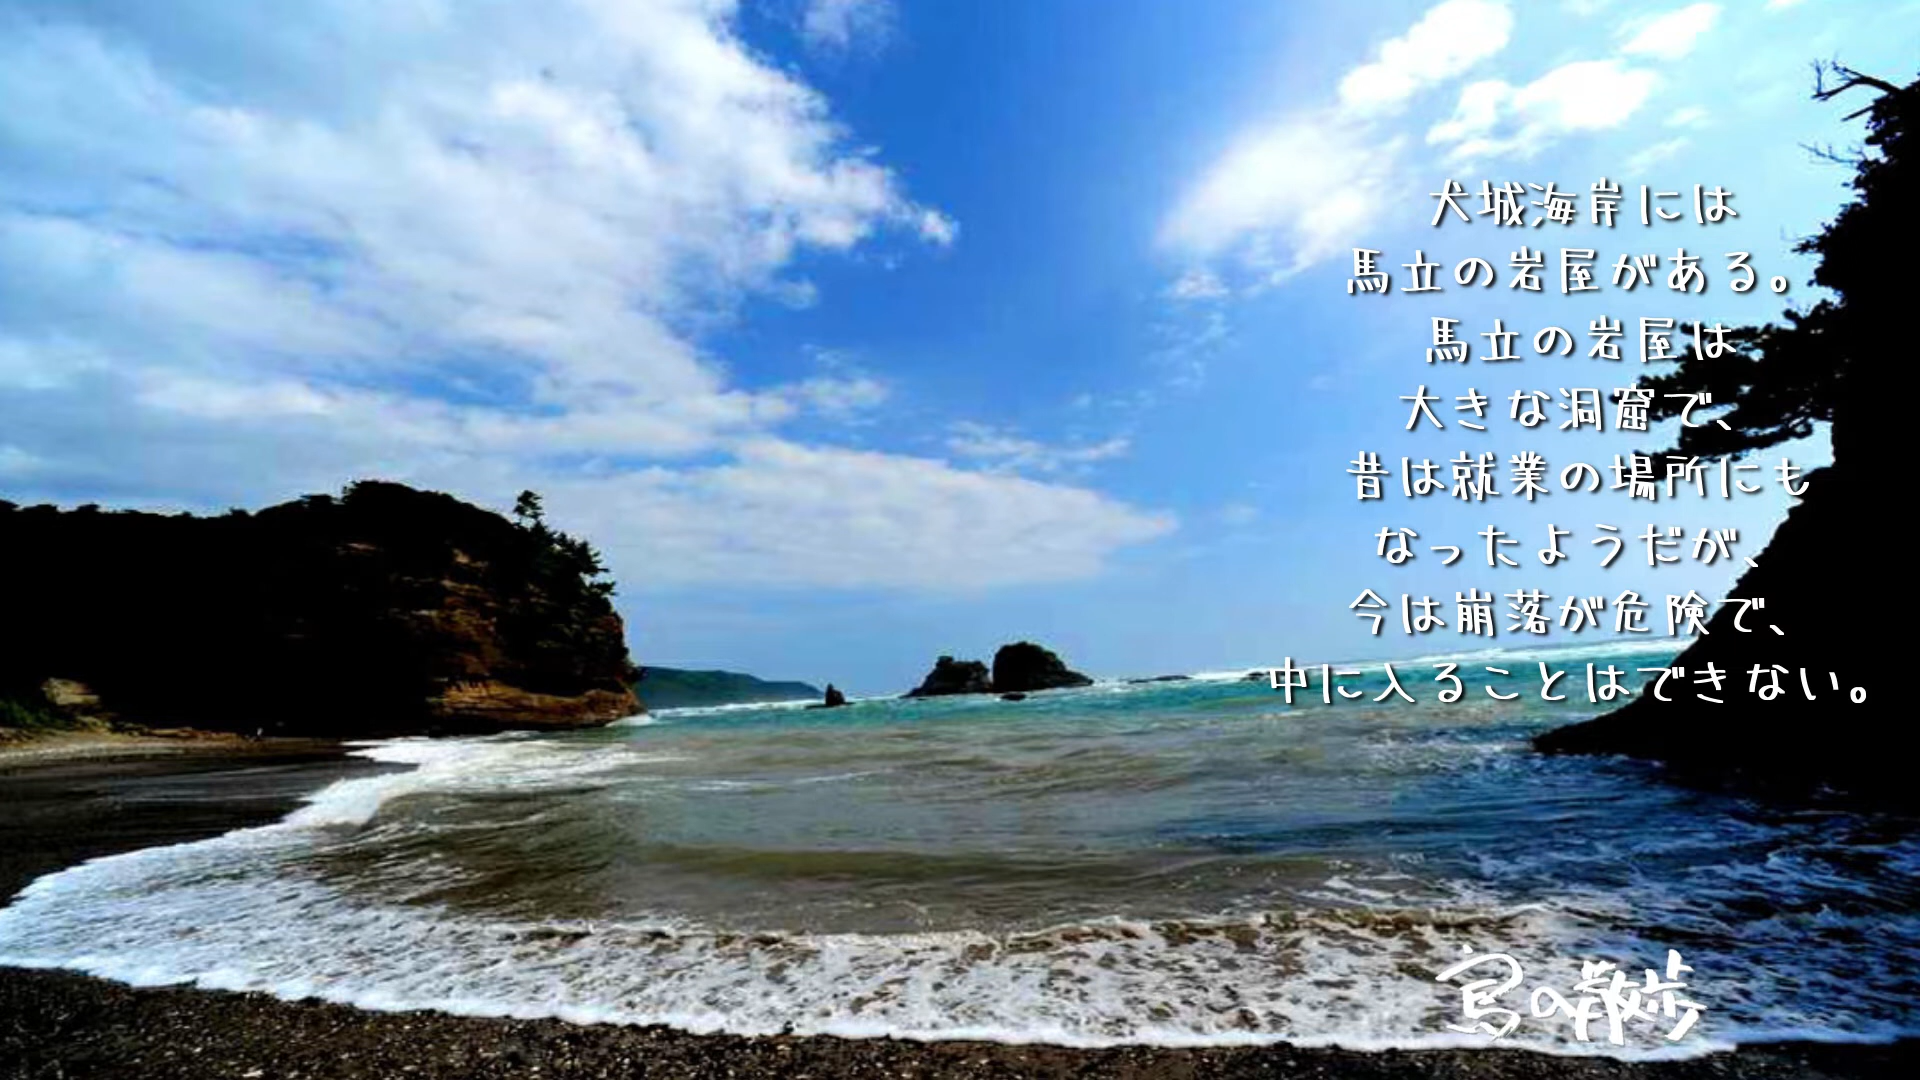 犬城海岸には
馬立の岩屋がある。
馬立の岩屋は
大きな洞窟で、
昔は就業の場所にも
なったようだが、
今は崩落が危険で、
中に入ることはできない。
の散歩